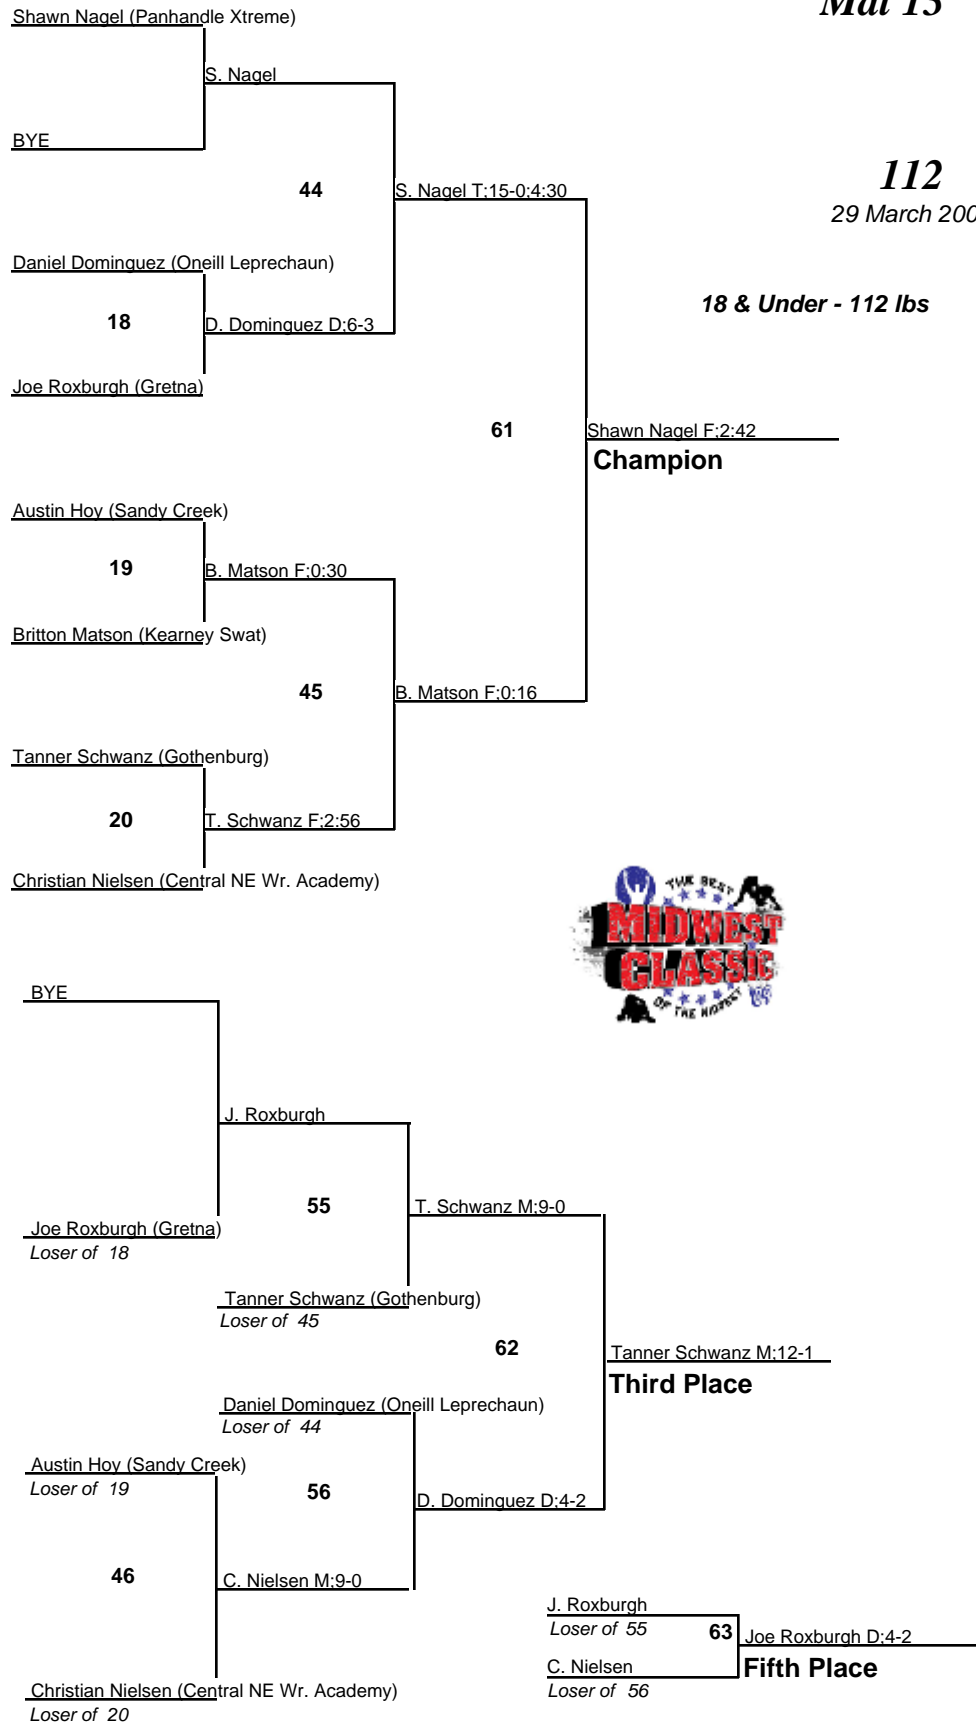 Mat 15
Shawn Nagel (Panhandle Xtreme)
S. Nagel
BYE
112
44
S. Nagel T;15-0;4:30
29 March 200
Daniel Dominguez (Oneill Leprechaun)
18 & Under - 112 lbs
18
D. Dominguez D;6-3
Joe Roxburgh (Gretna)
61
Shawn Nagel F;2:42
Champion
Austin Hoy (Sandy Creek)
19
B. Matson F;0:30
Britton Matson (Kearney Swat)
45
B. Matson F;0:16
Tanner Schwanz (Gothenburg)
20
T. Schwanz F;2:56
Christian Nielsen (Central NE Wr. Academy)
THE BEST
MIDWEST
CLASSIC
OF THE MIDWEST
BYE
J. Roxburgh
55
T. Schwanz M;9-0
Joe Roxburgh (Gretna)
Loser of 18
Tanner Schwanz (Gothenburg)
Loser of 45
62
Tanner Schwanz M;12-1
Third Place
Daniel Dominguez (Oneill Leprechaun)
Loser of 44
Austin Hoy (Sandy Creek)
Loser of 19
56
D. Dominguez D;4-2
46
C. Nielsen M;9-0
J. Roxburgh
Loser of 55
63
Joe Roxburgh D;4-2
C. Nielsen
Fifth Place
Loser of 56
Christian Nielsen (Central NE Wr. Academy)
Loser of 20